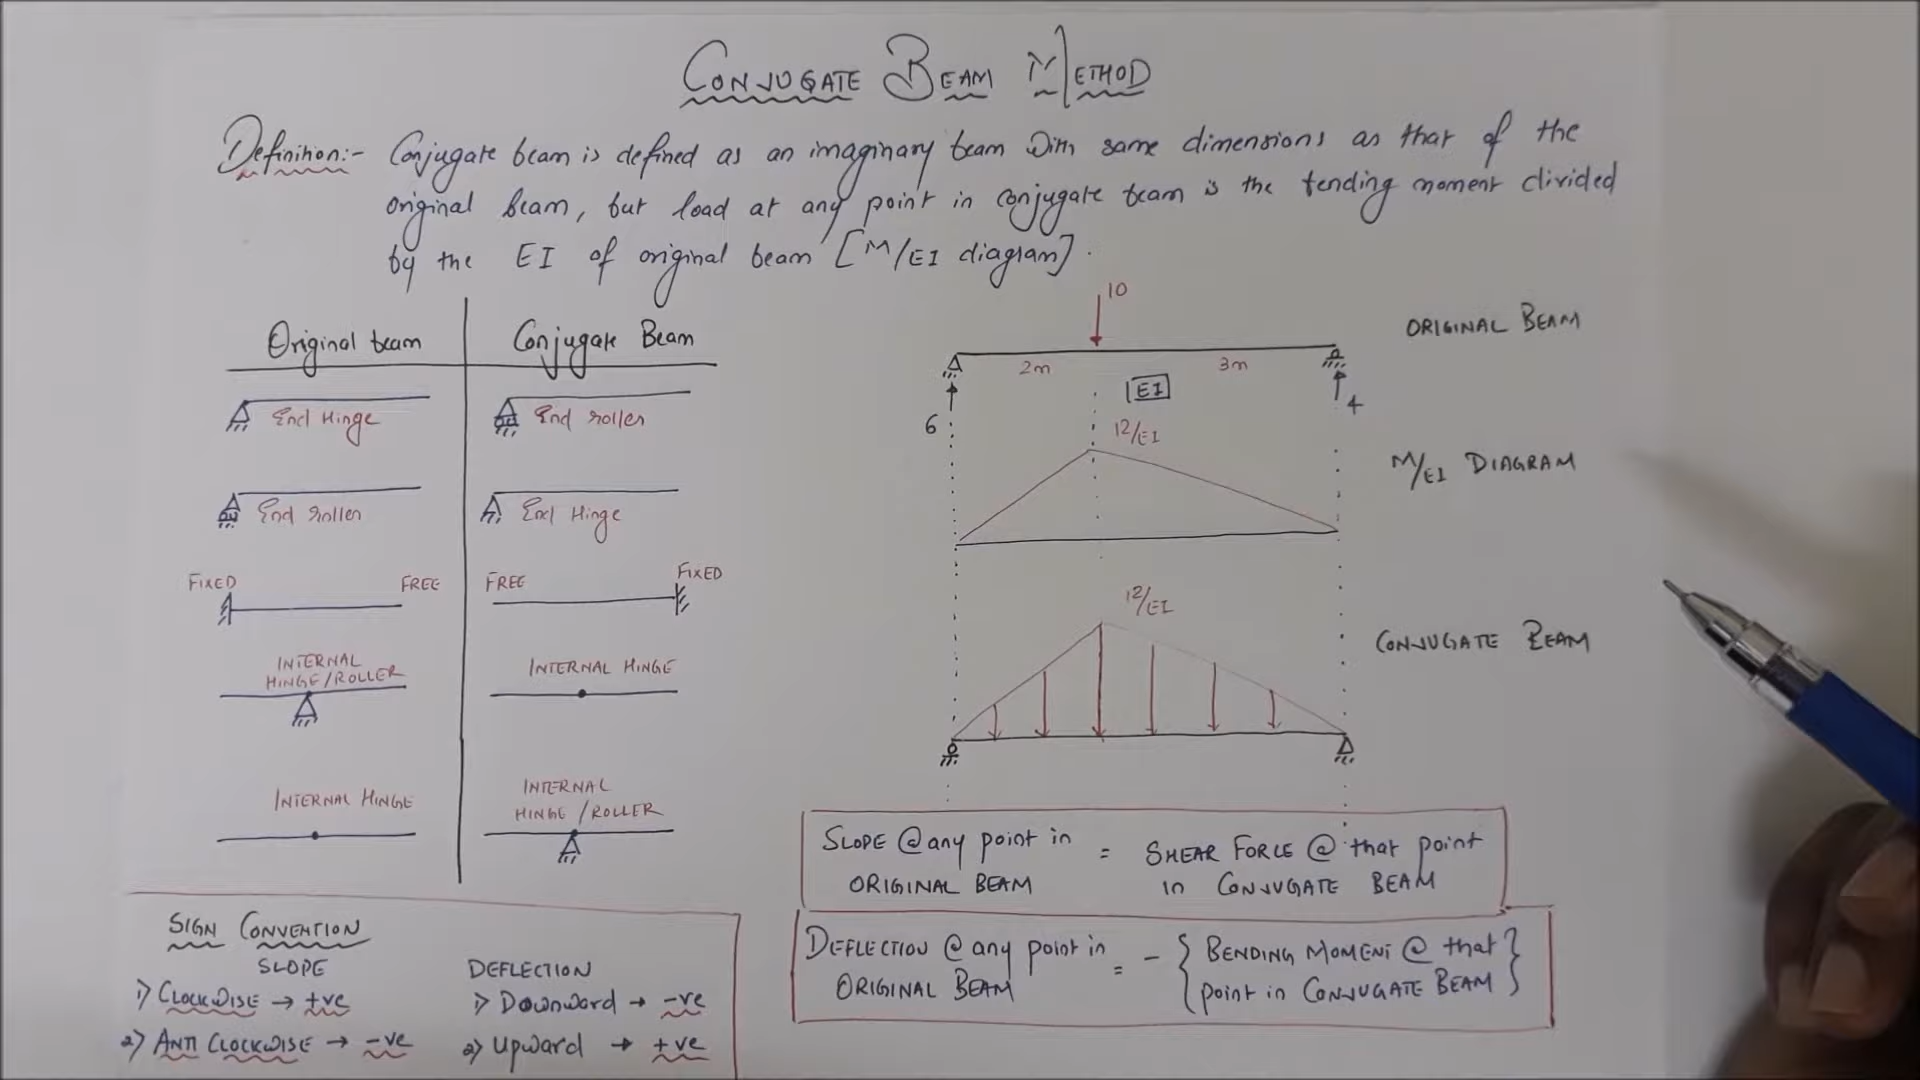 CONJUGATE BEAM METHOD
Definition:- Conjugate beam is defined as an imaginary beam with same dimensions as that of the
original beam, but load at any point in conjugate beam is the bending moment divided
by the EI of original beam [M/EI diagram].
Original beam
Conjugate Beam
End Hinge
End roller
End roller
End Hinge
FIXED
FREE
FREE
FIXED
INTERNAL
HINGE/ROLLER
INTERNAL HINGE
INTERNAL HINGE
INTERNAL
HINGE/ROLLER
10
ORIGINAL BEAM
2m
3m
EI
6
4
12/EI
M/EI DIAGRAM
12/EI
CONJUGATE BEAM
SLOPE @ any point in = SHEAR FORCE @ that point
ORIGINAL BEAM in CONJUGATE BEAM
DEFLECTION @ any point in = - { BENDING MOMENT @ that }
ORIGINAL BEAM point in CONJUGATE BEAM
SIGN CONVENTION
SLOPE
1) CLOCKWISE → +ve
2) ANTI CLOCKWISE → -ve
DEFLECTION
1) Downward → -ve
2) Upward → +ve